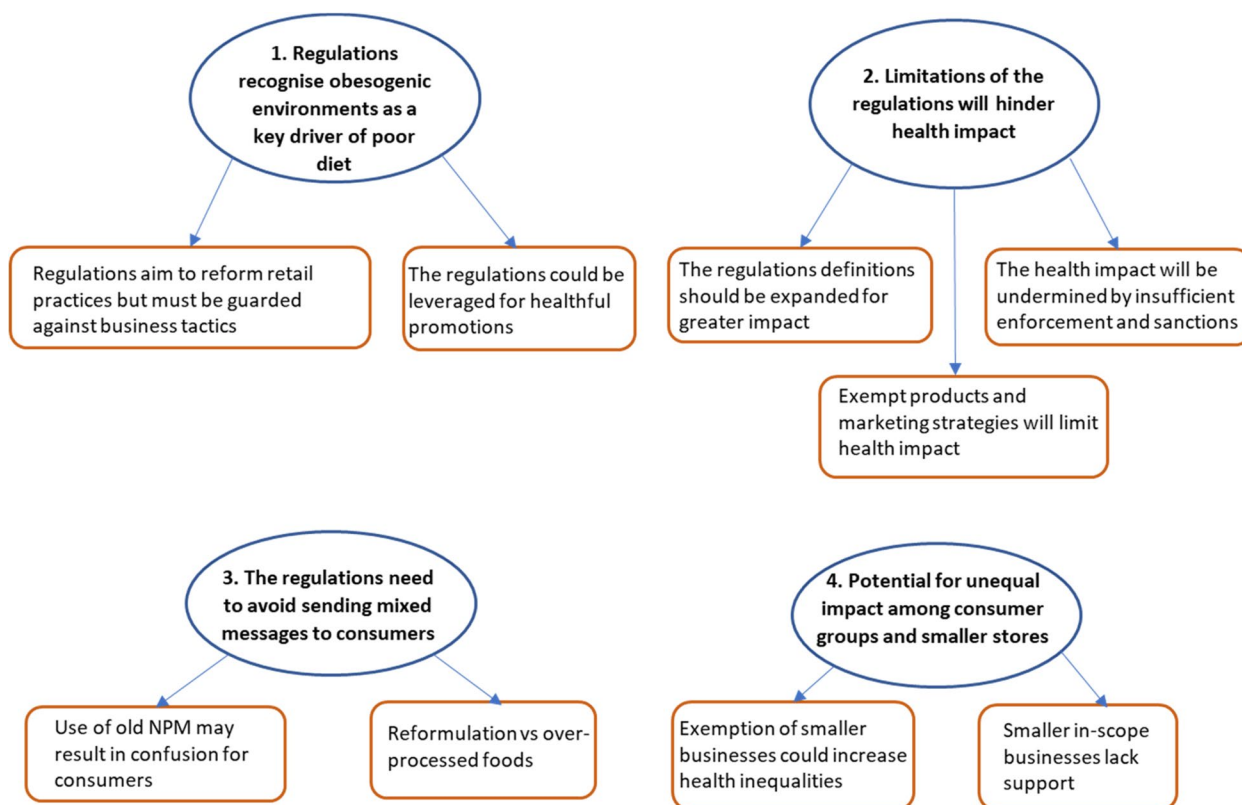 1. Regulations
recognise obesogenic
environments as a
key driver of poor
diet
Regulations aim to reform retail
practices but must be guarded
against business tactics
The regulations could be
leveraged for healthful
promotions
2. Limitations of the
regulations will hinder
health impact
The regulations definitions
should be expanded for
greater impact
The health impact will be
undermined by insufficient
enforcement and sanctions
Exempt products and
marketing strategies will limit
health impact
3. The regulations need
to avoid sending mixed
messages to consumers
Use of old NPM may
result in confusion for
consumers
Reformulation vs over-
processed foods
4. Potential for unequal
impact among consumer
groups and smaller stores
Exemption of smaller
businesses could increase
health inequalities
Smaller in-scope
businesses lack
support